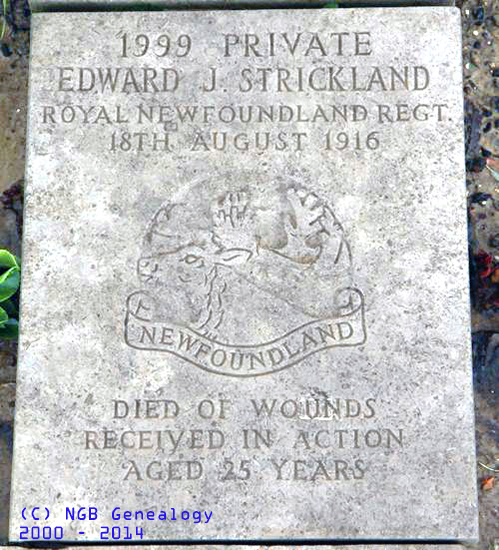 1999 PRIVATE
EDWARD J. STRICKLAND
ROYAL NEWFOUNDLAND REGT.
18TH AUGUST 1916
NEWFOUNDLAND
DIED OF WOUNDS
RECEIVED IN ACTION
AGED 25 YEARS
(C) NGB Genealogy
2000 - 2014